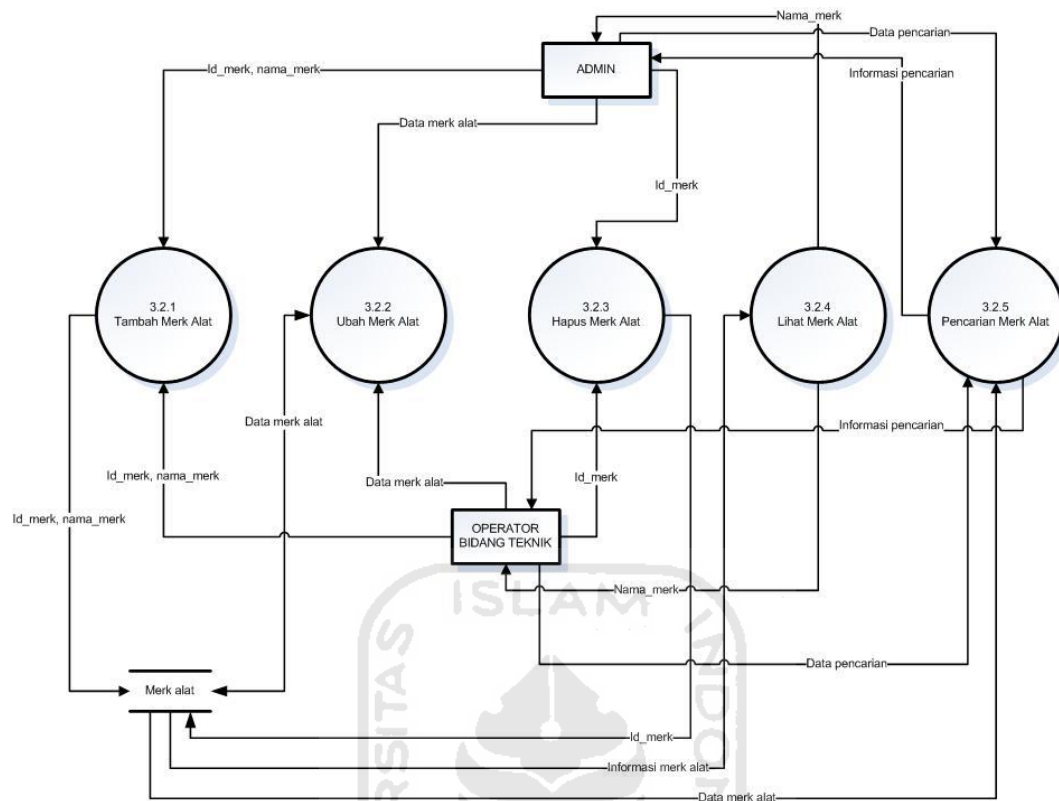 Nama_merk
Data pencarian
ADMIN
Informasi pencarian
Id_merk, nama_merk
Data merk alat
Id_merk
3.2.1
Tambah Merk Alat
3.2.2
Ubah Merk Alat
3.2.3
Hapus Merk Alat
3.2.4
Lihat Merk Alat
3.2.5
Pencarian Merk Alat
Data merk alat
Informasi pencarian
Id_merk, nama_merk
Data merk alat
Id_merk
Id_merk, nama_merk
OPERATOR
BIDANG TEKNIK
Nama_merk
ISLAM
Data pencarian
Merk alat
Id_merk
Informasi merk alat
Data merk alat